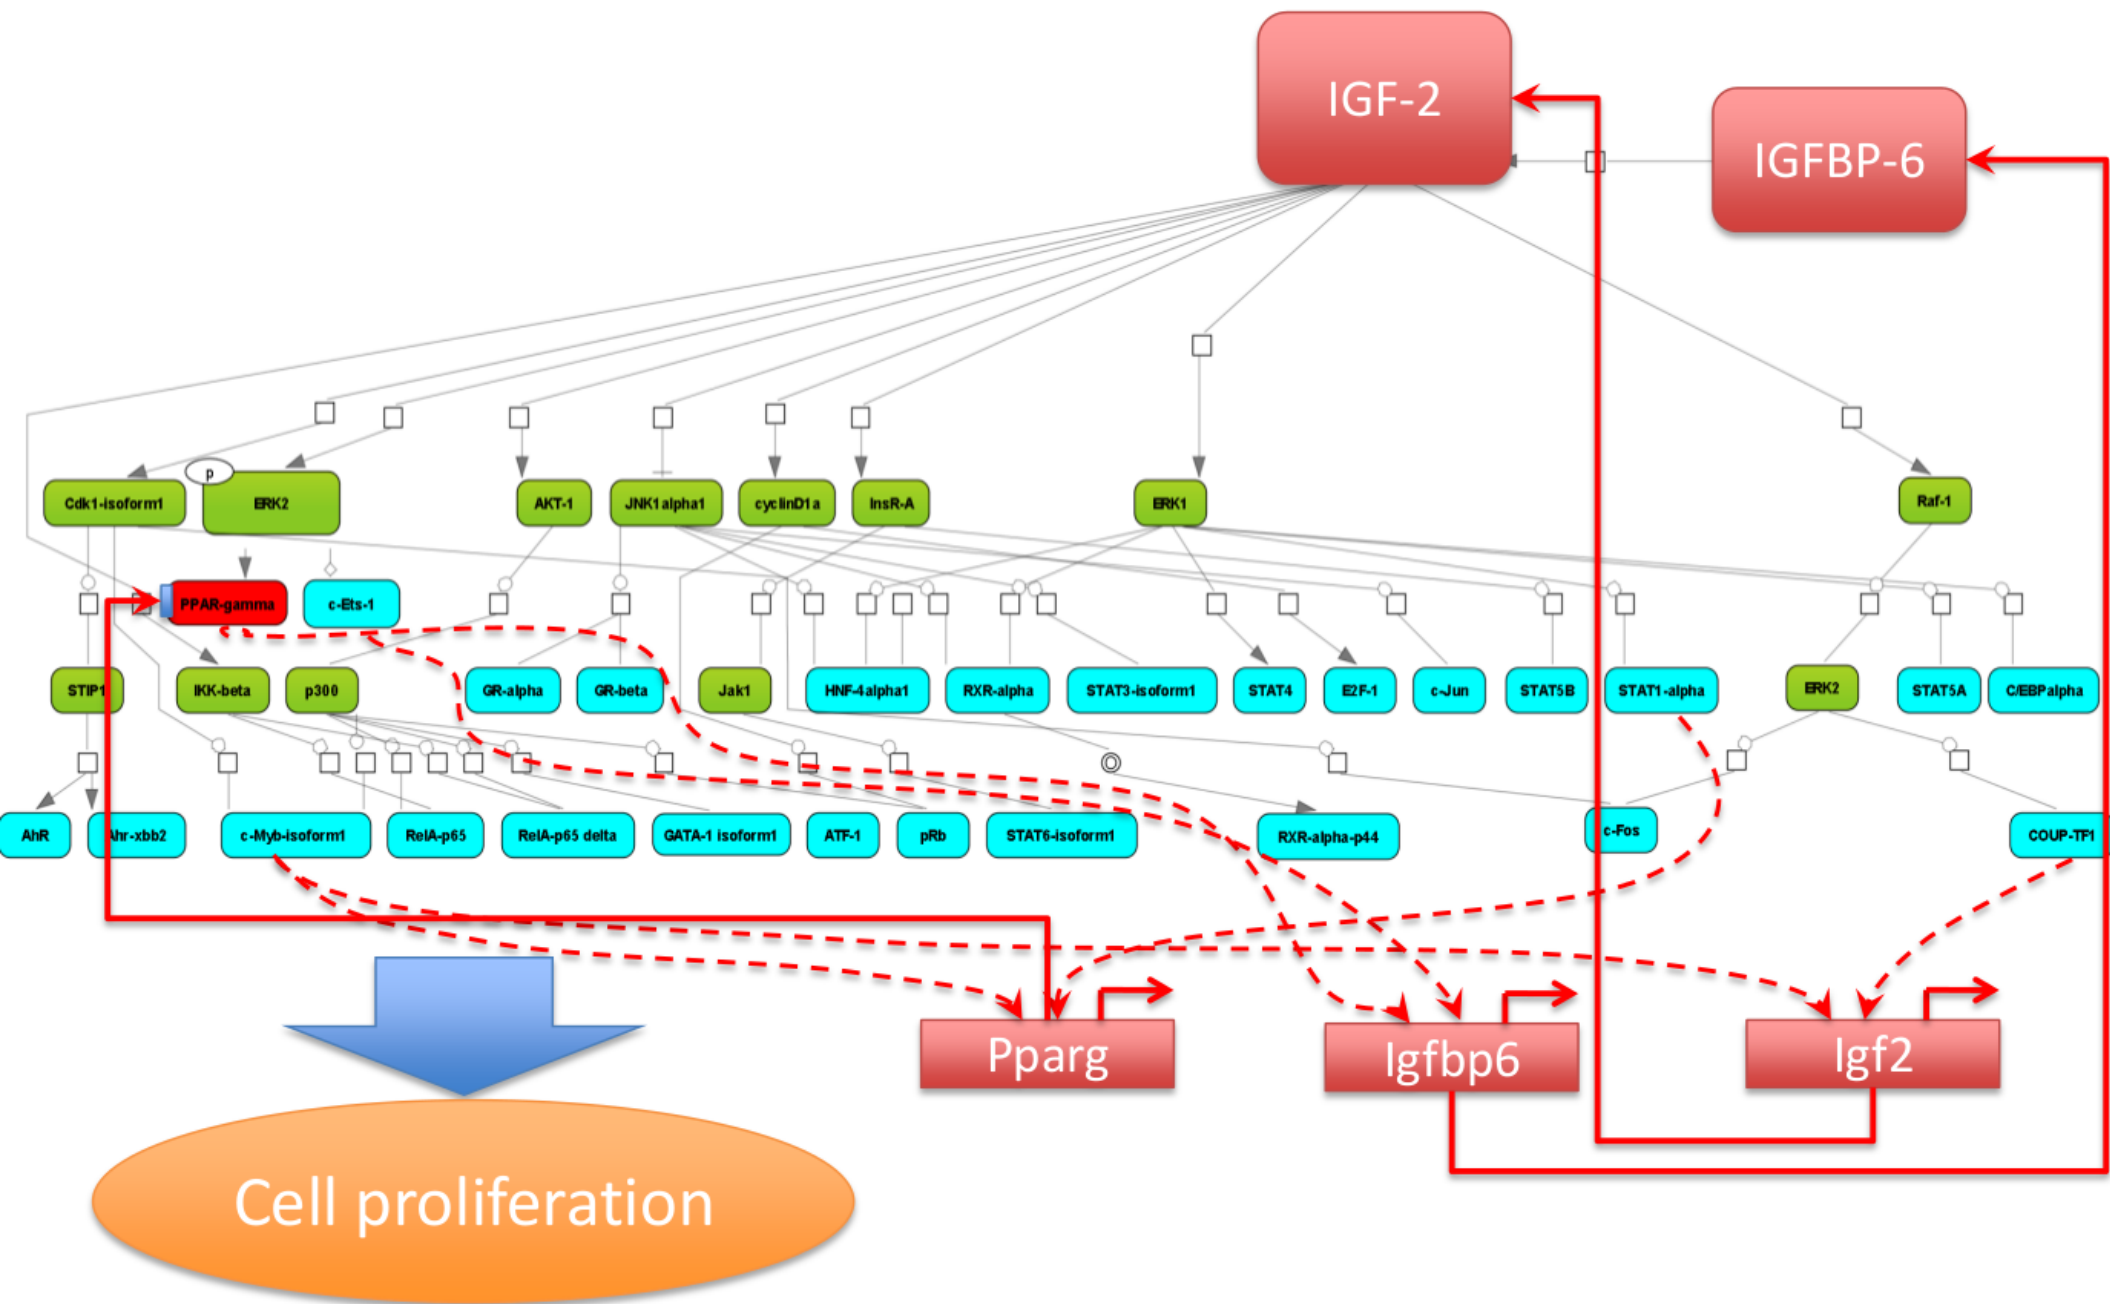 IGF-2
IGFBP-6
p
Cdk1-isoform1
ERK2
AKT-1
JNK1alpha1
cyclinD1a
InsR-A
ERK1
Raf-1
PPAR-gamma
c-Ets-1
STIP1
IKK-beta
p300
GR-alpha
GR-beta
Jak1
HNF-4alpha1
RXR-alpha
STAT3-isoform1
STAT4
E2F-1
c-Jun
STAT5B
STAT1-alpha
ERK2
STAT5A
C/EBPalpha
AhR
Ahr-xbb2
c-Myb-isoform1
RelA-p65
RelA-p65 delta
GATA-1 isoform1
ATF-1
pRb
STAT6-isoform1
RXR-alpha-p44
c-Fos
COUP-TF1
Pparg
Igfbp6
Igf2
Cell proliferation